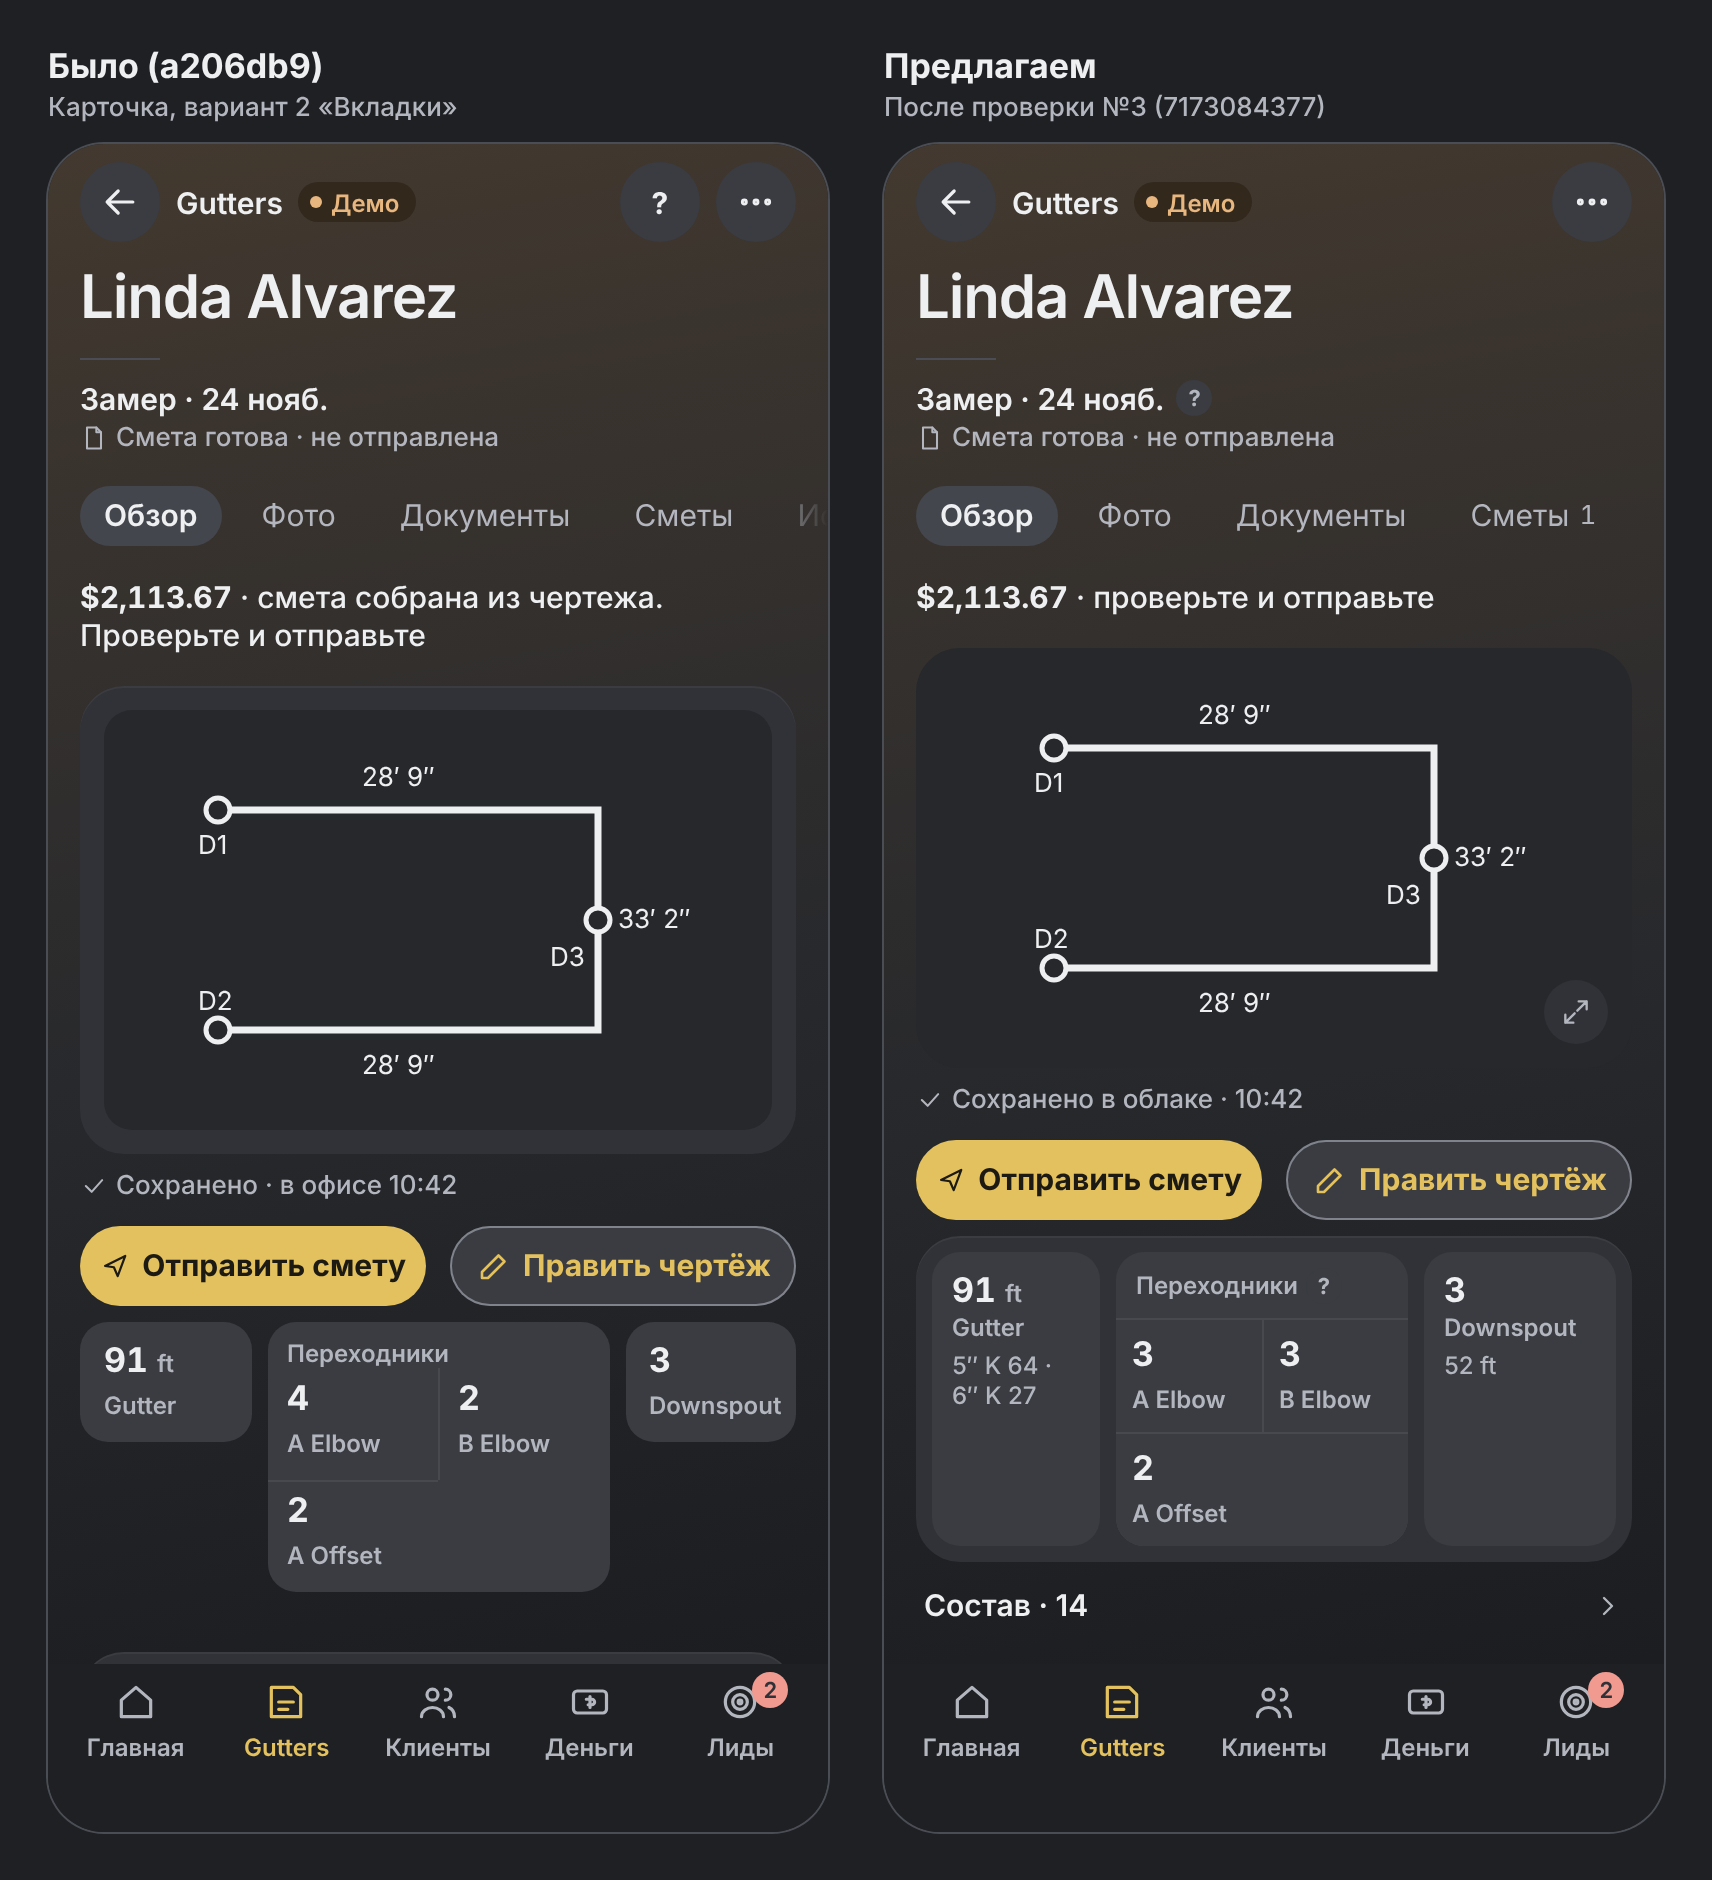 Было (a206db9)
Карточка, вариант 2 «Вкладки»
Gutters
Демо
?
Linda Alvarez
Замер · 24 нояб.
Смета готова · не отправлена
Обзор Фото Документы Сметы
$2,113.67 · смета собрана из чертежа.
Проверьте и отправьте
28′ 9″
D1
33′ 2″
D3
D2
28′ 9″
Сохранено · в офисе 10:42
Отправить смету
Править чертёж
91 ft
Gutter
Переходники
4
A Elbow
2
B Elbow
2
A Offset
3
Downspout
Главная
Gutters
Клиенты
Деньги
2
Лиды
Предлагаем
После проверки №3 (7173084377)
Gutters
Демо
Linda Alvarez
Замер · 24 нояб. ?
Смета готова · не отправлена
Обзор Фото Документы Сметы 1
$2,113.67 · проверьте и отправьте
28′ 9″
D1
33′ 2″
D3
D2
28′ 9″
Сохранено в облаке · 10:42
Отправить смету
Править чертёж
91 ft
Gutter
5″ K 64 ·
6″ K 27
Переходники ?
3
A Elbow
3
B Elbow
2
A Offset
3
Downspout
52 ft
Состав · 14
Главная
Gutters
Клиенты
Деньги
2
Лиды